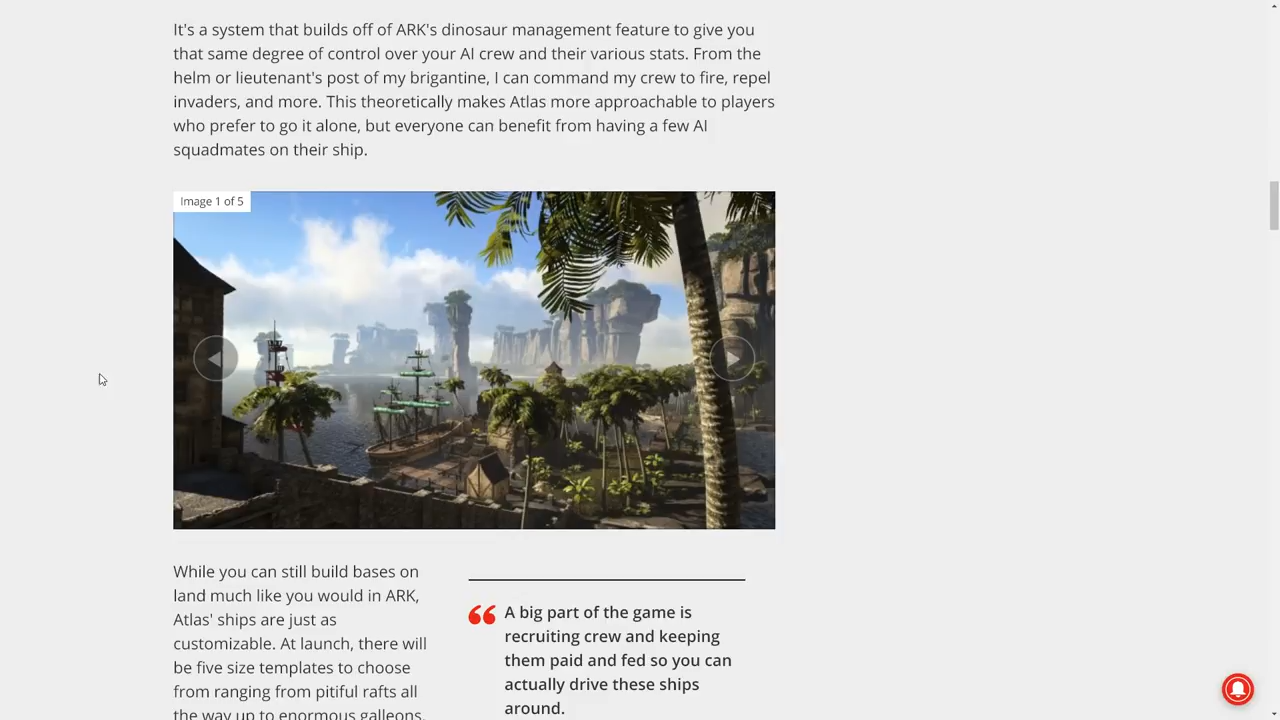 It's a system that builds off of ARK's dinosaur management feature to give you
that same degree of control over your AI crew and their various stats. From the
helm or lieutenant's post of my brigantine, I can command my crew to fire, repel
invaders, and more. This theoretically makes Atlas more approachable to players
who prefer to go it alone, but everyone can benefit from having a few AI
squadmates on their ship.
Image 1 of 5
While you can still build bases on
land much like you would in ARK,
Atlas' ships are just as
customizable. At launch, there will
be five size templates to choose
from ranging from pitiful rafts all
the way up to enormous galleons.
A big part of the game is
recruiting crew and keeping
them paid and fed so you can
actually drive these ships
around.